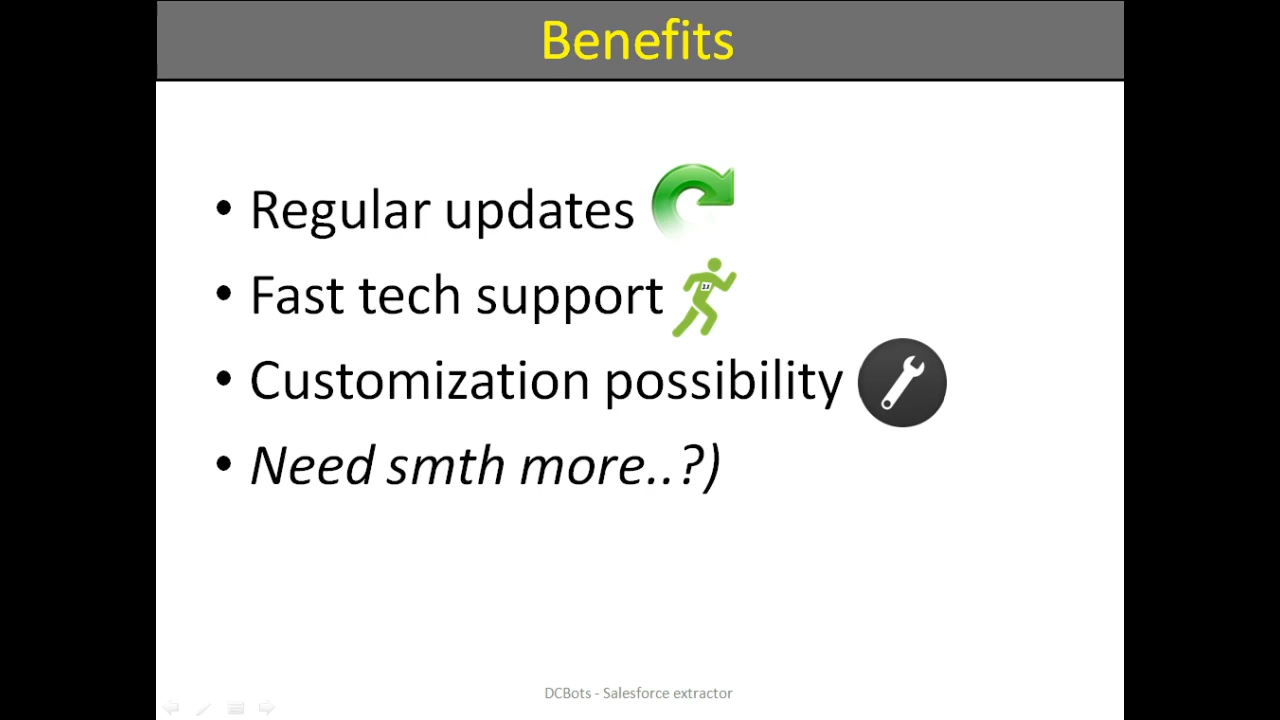 Benefits
• Regular updates
• Fast tech support
• Customization possibility
• Need smth more..?)
DCBots - Salesforce extractor